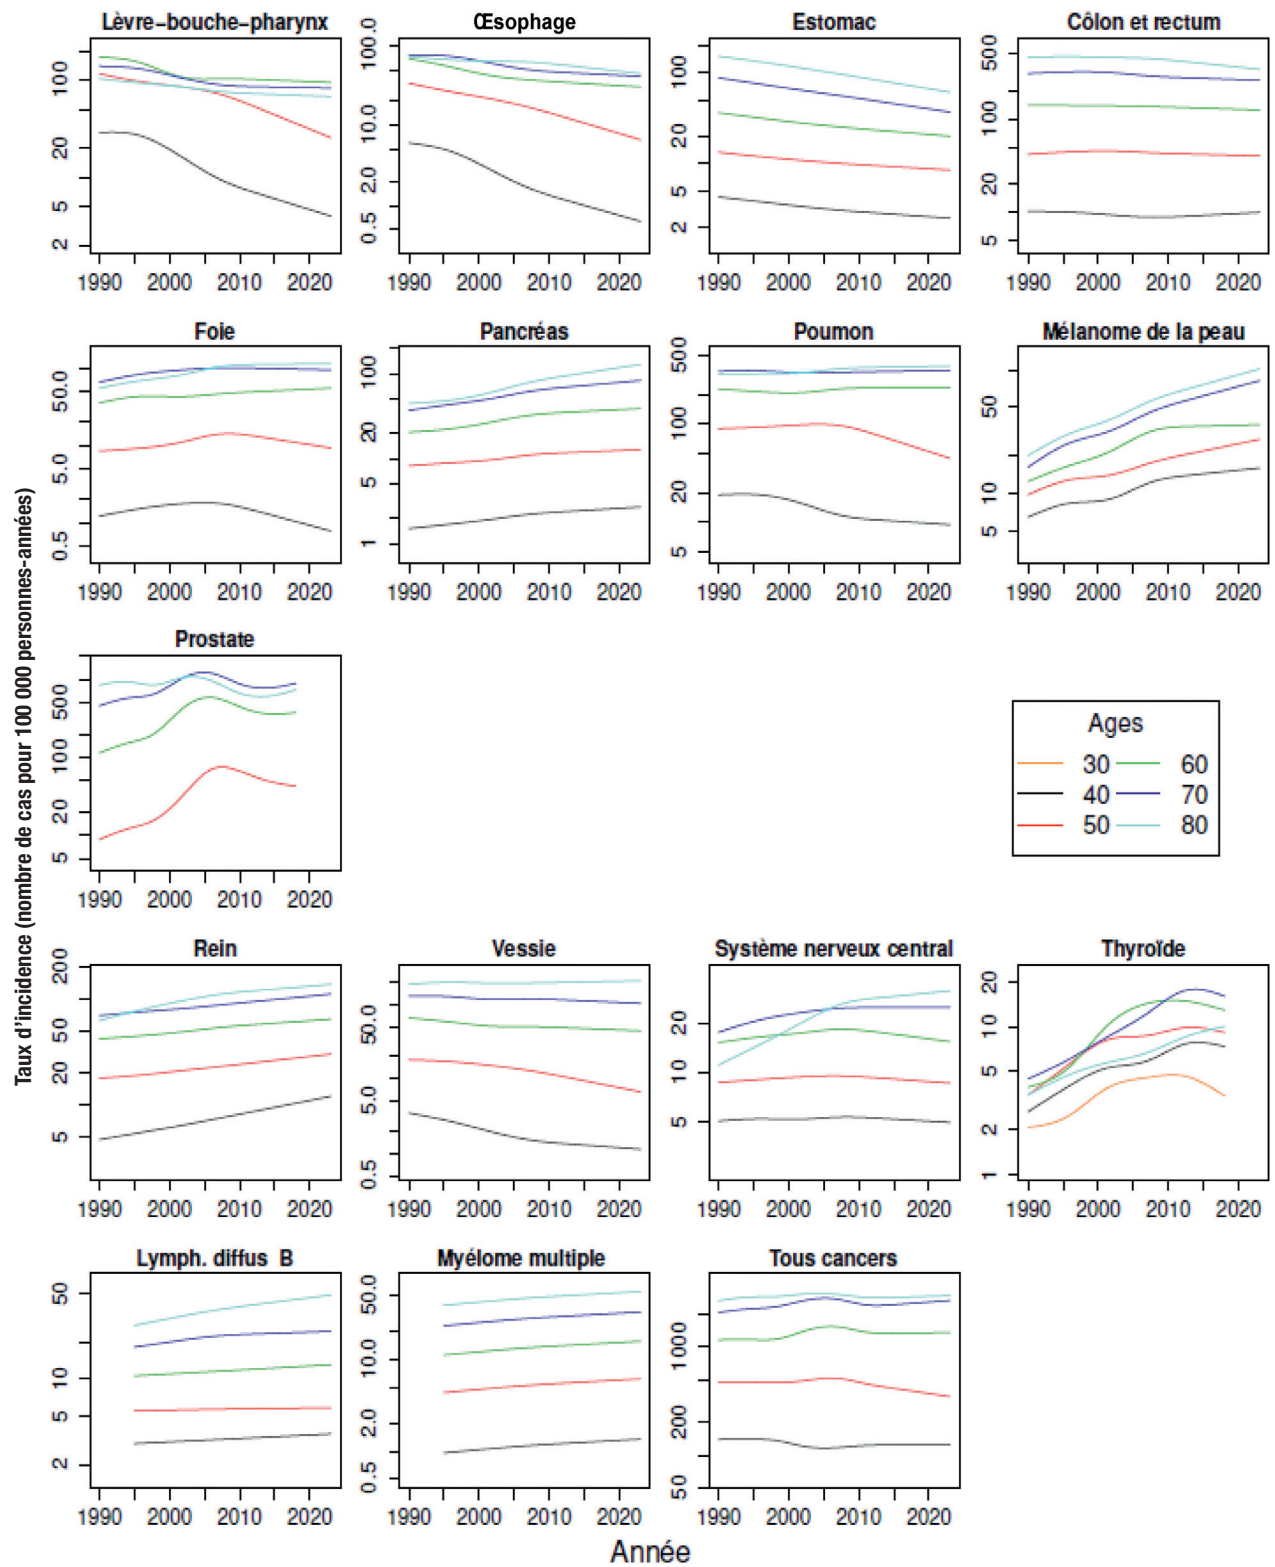 Lèvre−bouche−pharynx
Œsophage
Estomac
Côlon et rectum
100
20
5
2
100.0
10.0
2.0
0.5
100
20
5
2
500
100
20
5
1990 2000 2010 2020
1990 2000 2010 2020
1990 2000 2010 2020
1990 2000 2010 2020
Foie
Pancréas
Poumon
Mélanome de la peau
50.0
5.0
0.5
100
20
5
1
500
100
20
5
50
10
5
1990 2000 2010 2020
1990 2000 2010 2020
1990 2000 2010 2020
1990 2000 2010 2020
Taux d’incidence (nombre de cas pour 100 000 personnes-années)
Prostate
500
100
20
5
1990 2000 2010 2020
Ages
30 60
40 70
50 80
Rein
Vessie
Système nerveux central
Thyroïde
200
50
20
5
50.0
5.0
0.5
20
10
5
20
10
5
2
1
1990 2000 2010 2020
1990 2000 2010 2020
1990 2000 2010 2020
1990 2000 2010 2020
Lymph. diffus B
Myélome multiple
Tous cancers
50
10
5
2
50.0
10.0
2.0
0.5
1000
200
50
1990 2000 2010 2020
1990 2000 2010 2020
1990 2000 2010 2020
Année